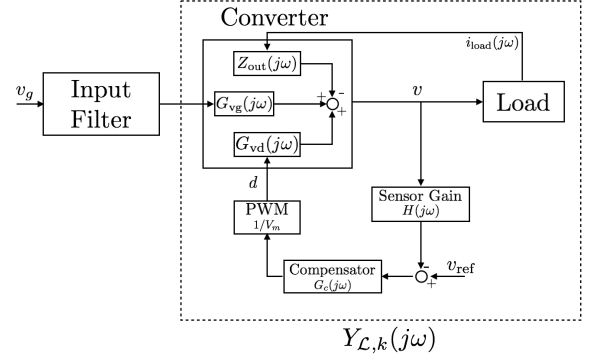 Converter
i_load(jω)
Z_out(jω)
-
v_g
Input
Filter
G_vg(jω)
+
+
v
Load
G_vd(jω)
d
PWM
1/V_m
Sensor Gain
H(jω)
Compensator
G_c(jω)
-
+
v_ref
Y_{ℒ,k}(jω)